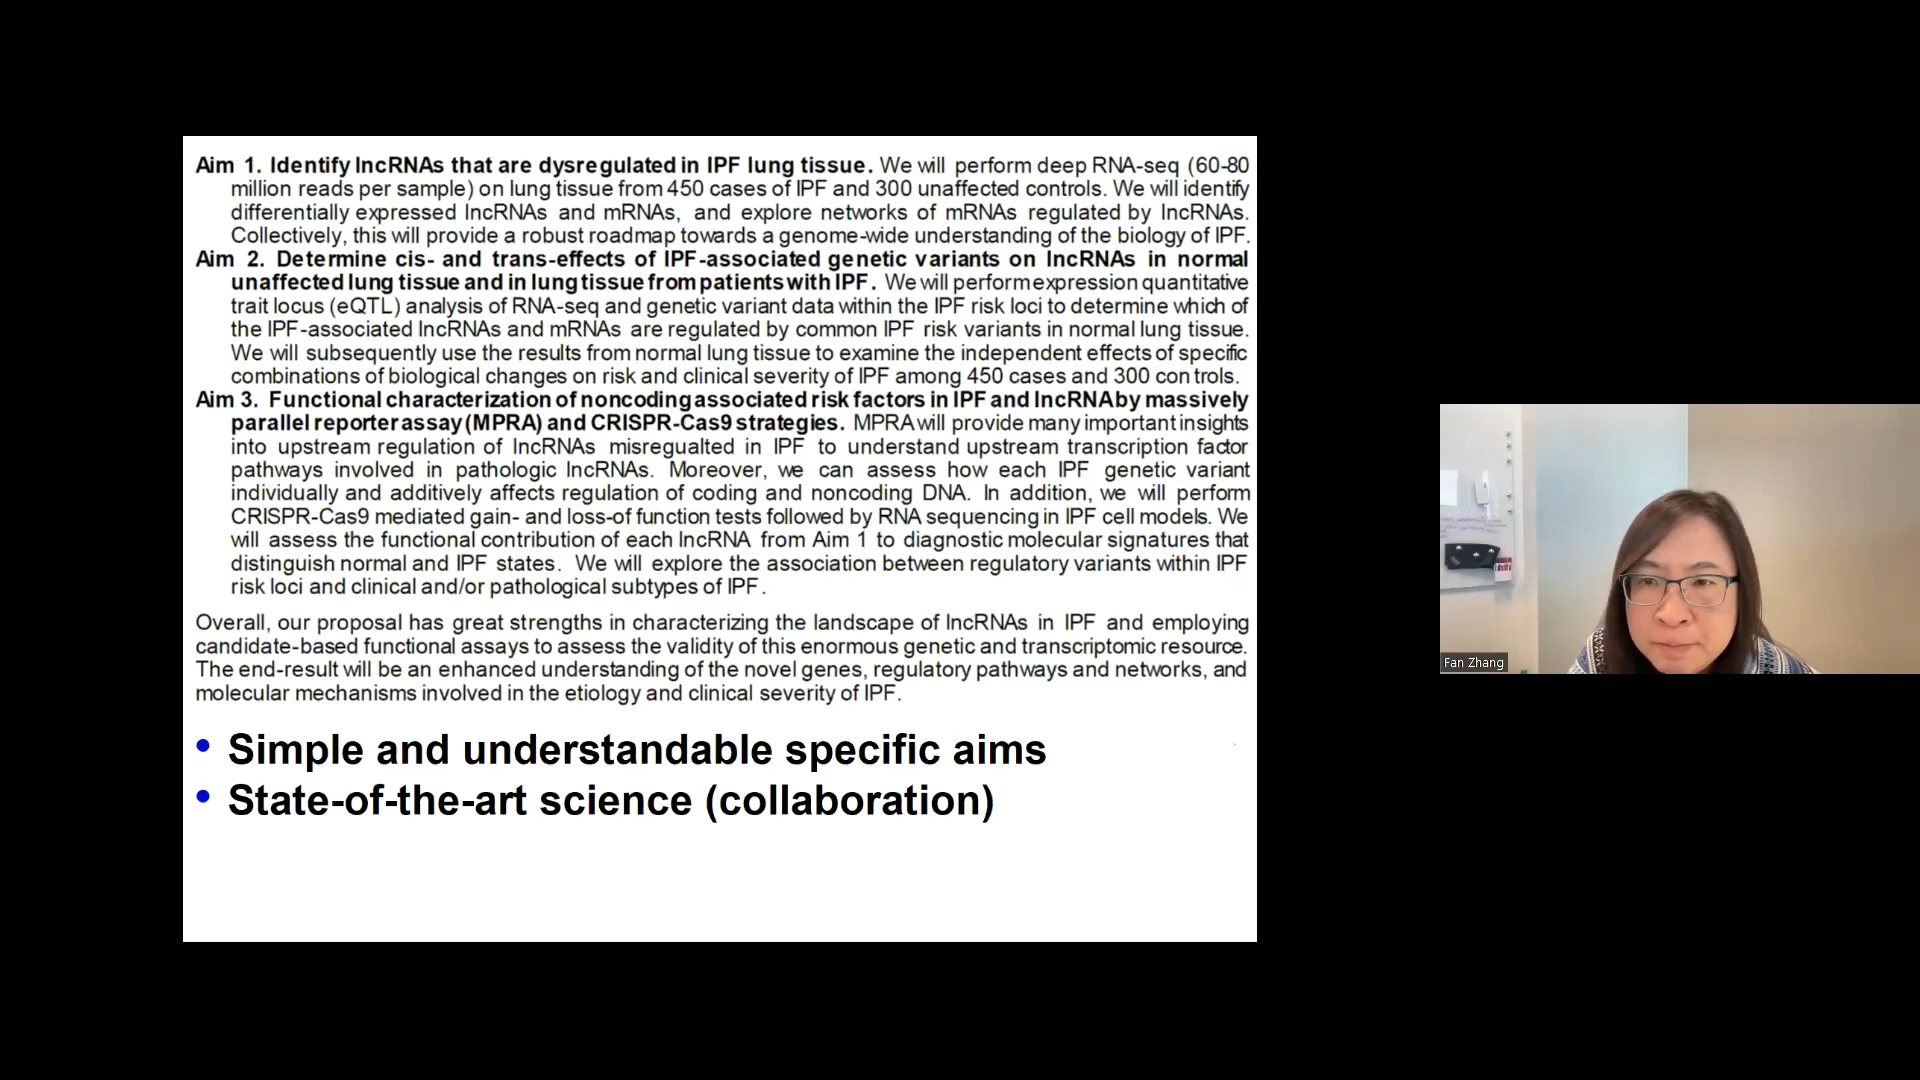 Aim 1. Identify lncRNAs that are dysregulated in IPF lung tissue. We will perform deep RNA-seq (60-80
million reads per sample) on lung tissue from 450 cases of IPF and 300 unaffected controls. We will identify
differentially expressed lncRNAs and mRNAs, and explore networks of mRNAs regulated by lncRNAs.
Collectively, this will provide a robust roadmap towards a genome-wide understanding of the biology of IPF.
Aim 2. Determine cis- and trans-effects of IPF-associated genetic variants on lncRNAs in normal
unaffected lung tissue and in lung tissue from patients with IPF. We will perform expression quantitative
trait locus (eQTL) analysis of RNA-seq and genetic variant data within the IPF risk loci to determine which of
the IPF-associated lncRNAs and mRNAs are regulated by common IPF risk variants in normal lung tissue.
We will subsequently use the results from normal lung tissue to examine the independent effects of specific
combinations of biological changes on risk and clinical severity of IPF among 450 cases and 300 controls.
Aim 3. Functional characterization of noncoding associated risk factors in IPF and lncRNA by massively
parallel reporter assay (MPRA) and CRISPR-Cas9 strategies. MPRA will provide many important insights
into upstream regulation of lncRNAs misregualted in IPF to understand upstream transcription factor
pathways involved in pathologic lncRNAs. Moreover, we can assess how each IPF genetic variant
individually and additively affects regulation of coding and noncoding DNA. In addition, we will perform
CRISPR-Cas9 mediated gain- and loss-of function tests followed by RNA sequencing in IPF cell models. We
will assess the functional contribution of each lncRNA from Aim 1 to diagnostic molecular signatures that
distinguish normal and IPF states. We will explore the association between regulatory variants within IPF
risk loci and clinical and/or pathological subtypes of IPF.
Overall, our proposal has great strengths in characterizing the landscape of lncRNAs in IPF and employing
candidate-based functional assays to assess the validity of this enormous genetic and transcriptomic resource.
The end-result will be an enhanced understanding of the novel genes, regulatory pathways and networks, and
molecular mechanisms involved in the etiology and clinical severity of IPF.
• Simple and understandable specific aims
• State-of-the-art science (collaboration)
Fan Zhang